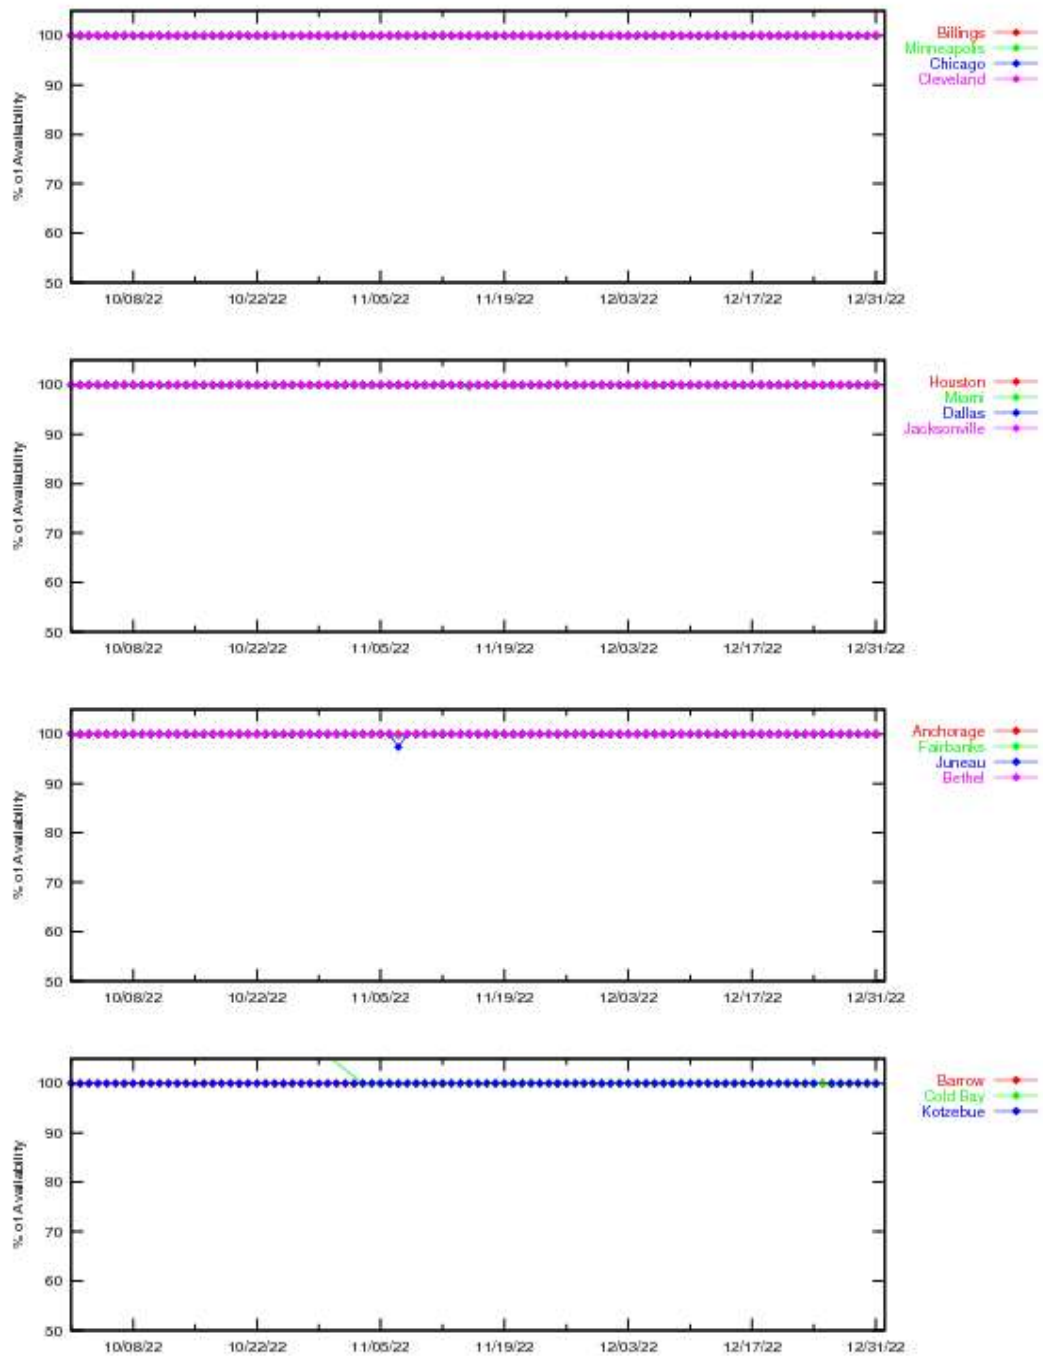 % of Availability
100
90
80
70
60
50
10/08/22 10/22/22 11/05/22 11/19/22 12/03/22 12/17/22 12/31/22
Billings
Minneapolis
Chicago
Cleveland
% of Availability
100
90
80
70
60
50
10/08/22 10/22/22 11/05/22 11/19/22 12/03/22 12/17/22 12/31/22
Houston
Miami
Dallas
Jacksonville
% of Availability
100
90
80
70
60
50
10/08/22 10/22/22 11/05/22 11/19/22 12/03/22 12/17/22 12/31/22
Anchorage
Fairbanks
Juneau
Bethel
% of Availability
100
90
80
70
60
50
10/08/22 10/22/22 11/05/22 11/19/22 12/03/22 12/17/22 12/31/22
Barrow
Cold Bay
Kotzebue